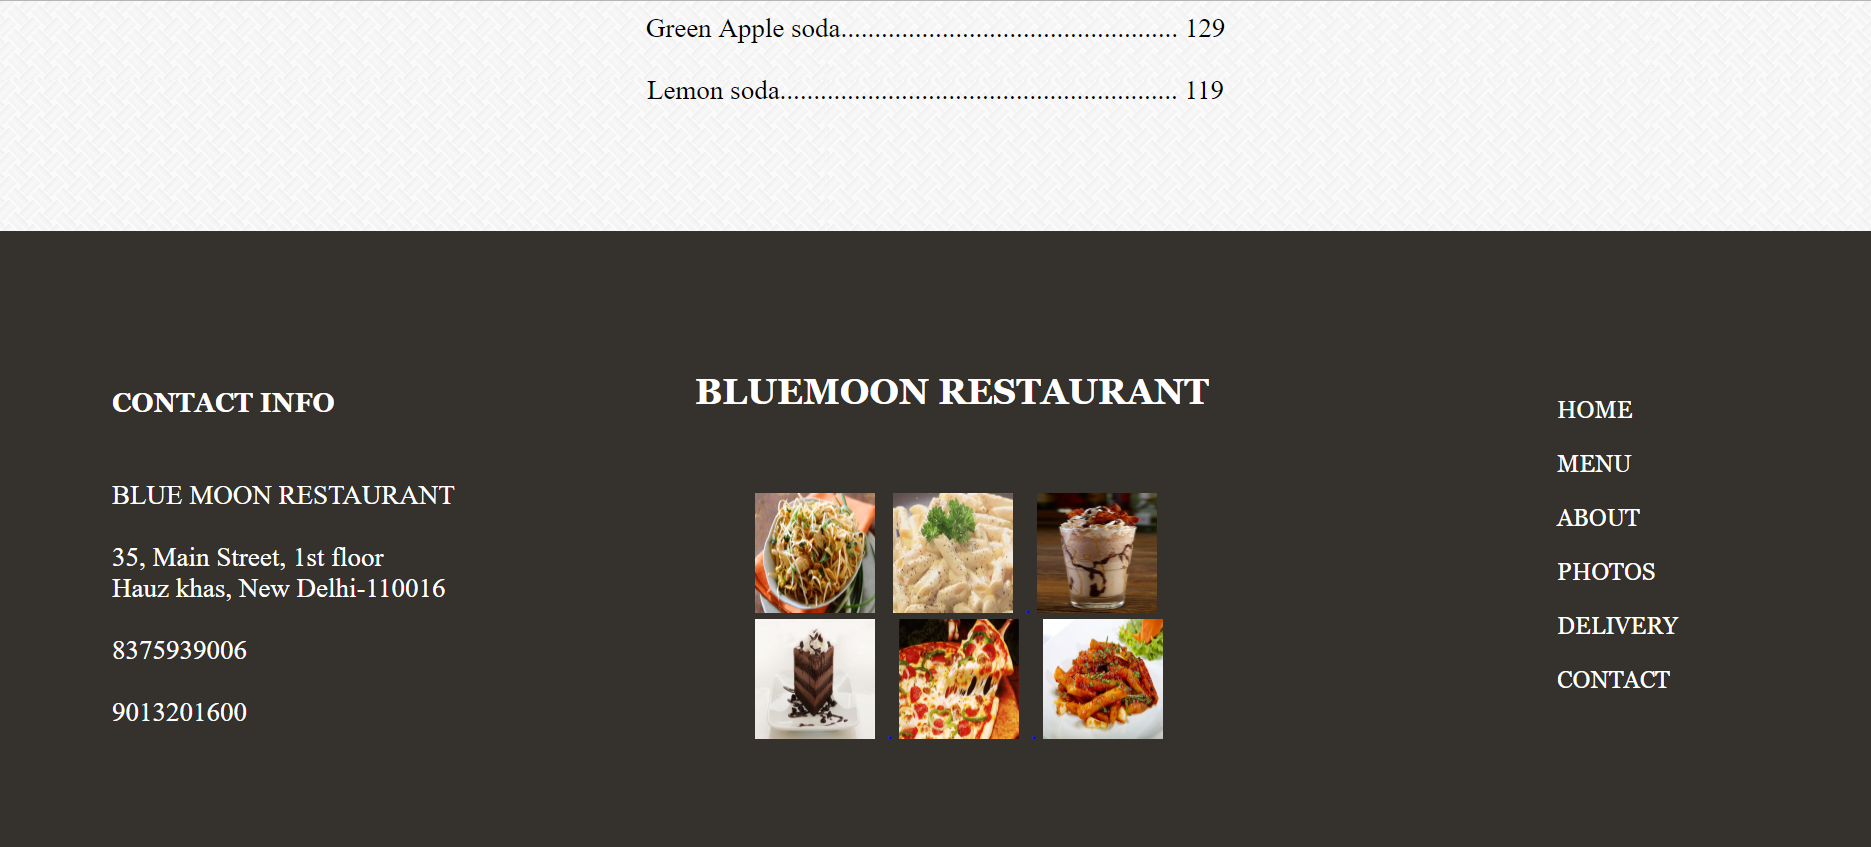 Green Apple soda.................................................. 129
Lemon soda........................................................... 119
CONTACT INFO
BLUE MOON RESTAURANT
35, Main Street, 1st floor
Hauz khas, New Delhi-110016
8375939006
9013201600
BLUEMOON RESTAURANT
HOME
MENU
ABOUT
PHOTOS
DELIVERY
CONTACT